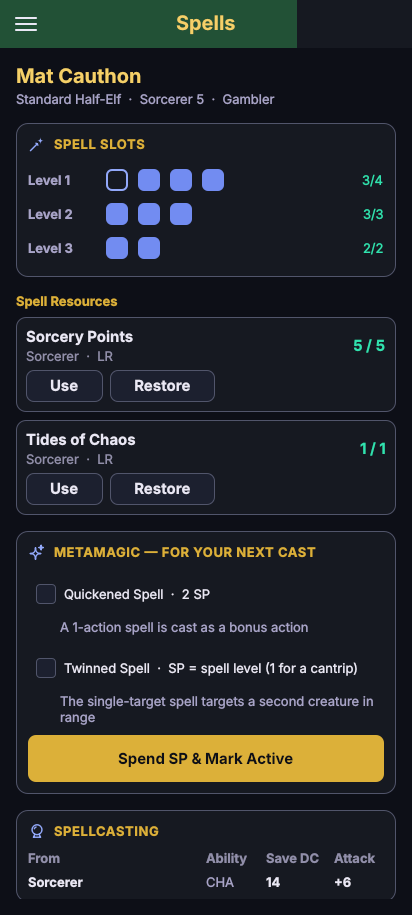 Spells
Mat Cauthon
Standard Half-Elf · Sorcerer 5 · Gambler
SPELL SLOTS
Level 1 3/4
Level 2 3/3
Level 3 2/2
Spell Resources
Sorcery Points
Sorcerer · LR
5 / 5
Use Restore
Tides of Chaos
Sorcerer · LR
1 / 1
Use Restore
METAMAGIC — FOR YOUR NEXT CAST
Quickened Spell · 2 SP
A 1-action spell is cast as a bonus action
Twinned Spell · SP = spell level (1 for a cantrip)
The single-target spell targets a second creature in
range
Spend SP & Mark Active
SPELLCASTING
From Ability Save DC Attack
Sorcerer CHA 14 +6